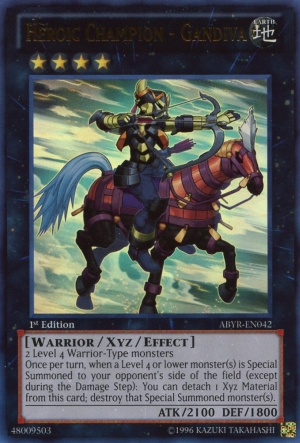 Heroic Champion - Gandiva
EARTH
地
ABYR-EN042
1st Edition
[Warrior / Xyz / Effect]
2 Level 4 Warrior-Type monsters
Once per turn, when a Level 4 or lower monster(s) is Special
Summoned to your opponent's side of the field (except
during the Damage Step): You can detach 1 Xyz Material
from this card; destroy that Special Summoned monster(s).
ATK/2100 DEF/1800
48009503
©1996 KAZUKI TAKAHASHI